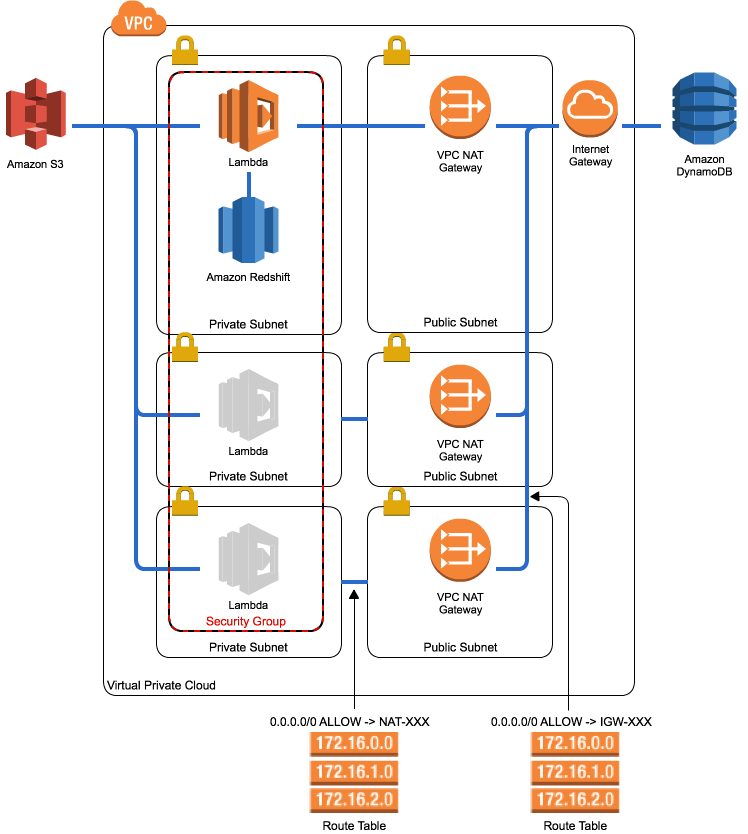 VPC
Amazon S3
Lambda
VPC NAT
Gateway
Internet
Gateway
Amazon
DynamoDB
Amazon Redshift
Private Subnet
Public Subnet
Lambda
VPC NAT
Gateway
Private Subnet
Public Subnet
Lambda
VPC NAT
Gateway
Security Group
Private Subnet
Public Subnet
Virtual Private Cloud
0.0.0.0/0 ALLOW -> NAT-XXX
172.16.0.0
172.16.1.0
172.16.2.0
Route Table
0.0.0.0/0 ALLOW -> IGW-XXX
172.16.0.0
172.16.1.0
172.16.2.0
Route Table